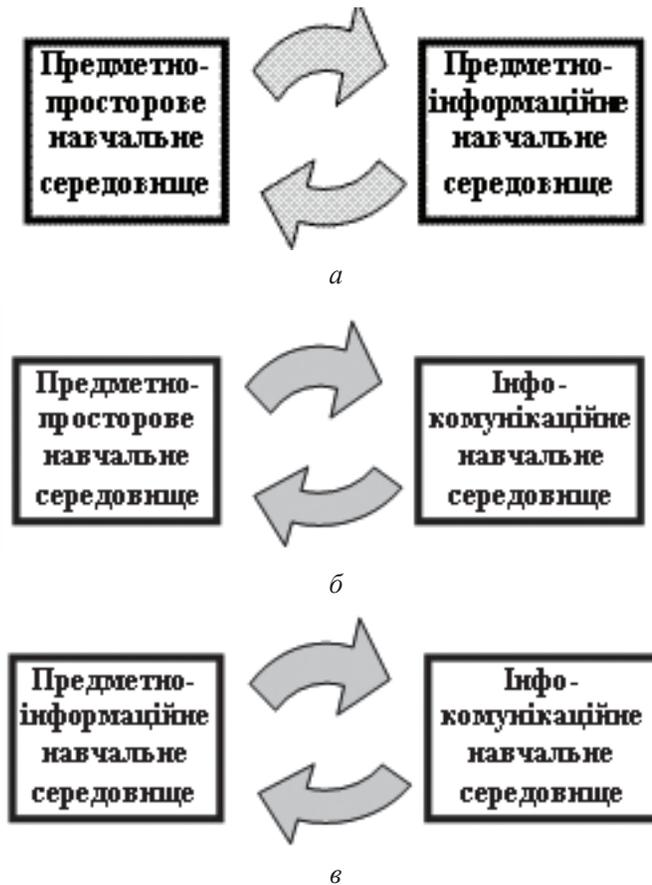 Предметно-
просторове
навчальне
середовище
Предметно-
інформаційне
навчальне
середовище
а
Предметно-
просторове
навчальне
середовище
Інфо-
комунікаційне
навчальне
середовище
б
Предметно-
інформаційне
навчальне
середовище
Інфо-
комунікаційне
навчальне
середовище
в